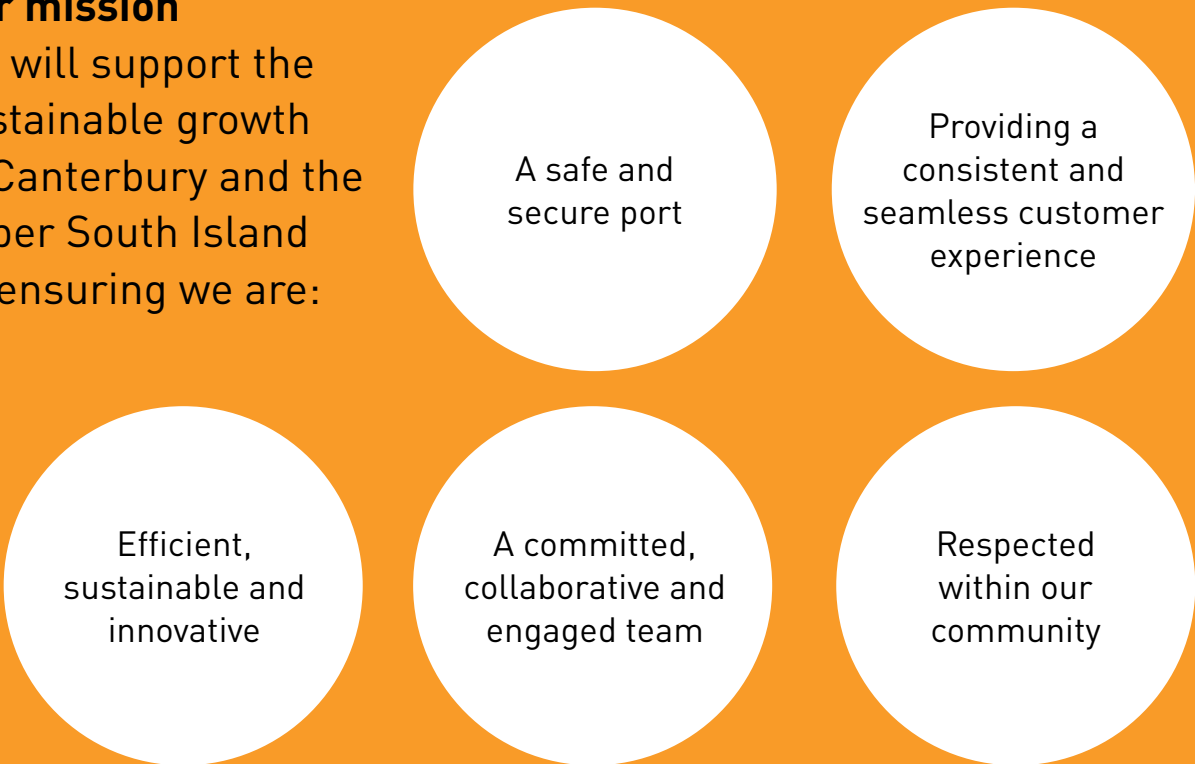 r mission
will support the
stainable growth
Canterbury and the
per South Island
ensuring we are:
A safe and
secure port
Providing a
consistent and
seamless customer
experience
Efficient,
sustainable and
innovative
A committed,
collaborative and
engaged team
Respected
within our
community